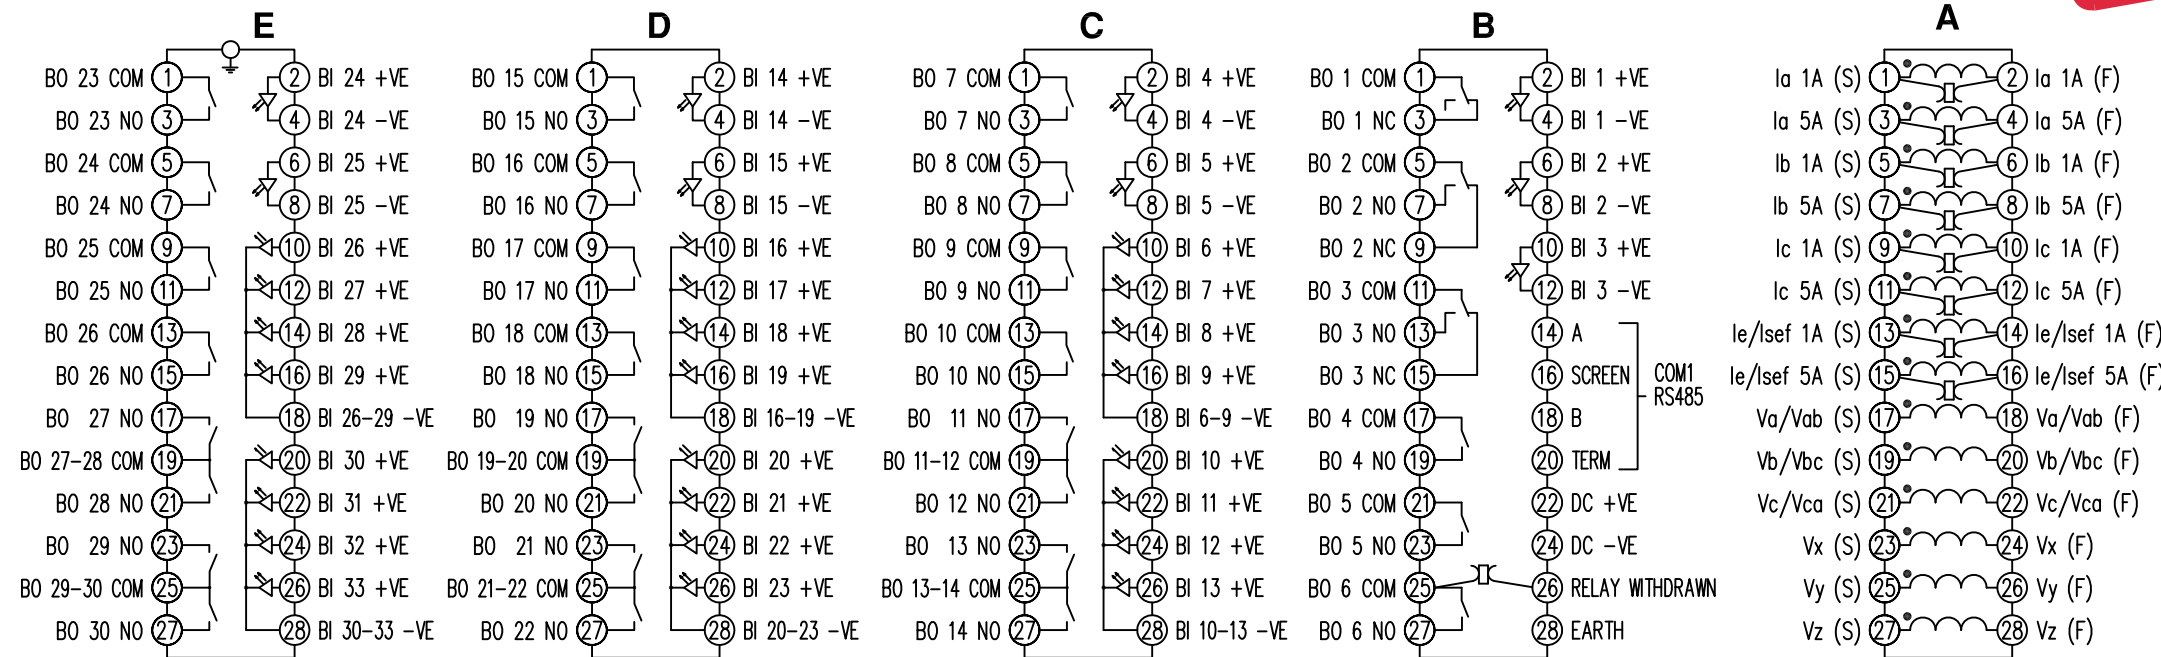 E D C B A
BO 23 COM 1 2 BI 24 +VE BO 15 COM 1 2 BI 14 +VE BO 7 COM 1 2 BI 4 +VE BO 1 COM 1 2 BI 1 +VE Ia 1A (S) 1 2 Ia 1A (F)
BO 23 NO 3 4 BI 24 -VE BO 15 NO 3 4 BI 14 -VE BO 7 NO 3 4 BI 4 -VE BO 1 NC 3 4 BI 1 -VE Ia 5A (S) 3 4 Ia 5A (F)
BO 24 COM 5 6 BI 25 +VE BO 16 COM 5 6 BI 15 +VE BO 8 COM 5 6 BI 5 +VE BO 2 COM 5 6 BI 2 +VE Ib 1A (S) 5 6 Ib 1A (F)
BO 24 NO 7 8 BI 25 -VE BO 16 NO 7 8 BI 15 -VE BO 8 NO 7 8 BI 5 -VE BO 2 NO 7 8 BI 2 -VE Ib 5A (S) 7 8 Ib 5A (F)
BO 25 COM 9 10 BI 26 +VE BO 17 COM 9 10 BI 16 +VE BO 9 COM 9 10 BI 6 +VE BO 2 NC 9 10 BI 3 +VE Ic 1A (S) 9 10 Ic 1A (F)
BO 25 NO 11 12 BI 27 +VE BO 17 NO 11 12 BI 17 +VE BO 9 NO 11 12 BI 7 +VE BO 3 COM 11 12 BI 3 -VE Ic 5A (S) 11 12 Ic 5A (F)
BO 26 COM 13 14 BI 28 +VE BO 18 COM 13 14 BI 18 +VE BO 10 COM 13 14 BI 8 +VE BO 3 NO 13 14 A Ie/Isef 1A (S) 13 14 Ie/Isef 1A (F)
BO 26 NO 15 16 BI 29 +VE BO 18 NO 15 16 BI 19 +VE BO 10 NO 15 16 BI 9 +VE BO 3 NC 15 16 SCREEN COM1 RS485 Ie/Isef 5A (S) 15 16 Ie/Isef 5A (F)
BO 27 NO 17 18 BI 26-29 -VE BO 19 NO 17 18 BI 16-19 -VE BO 11 NO 17 18 BI 6-9 -VE BO 4 COM 17 18 B Va/Vab (S) 17 18 Va/Vab (F)
BO 27-28 COM 19 20 BI 30 +VE BO 19-20 COM 19 20 BI 20 +VE BO 11-12 COM 19 20 BI 10 +VE BO 4 NO 19 20 TERM Vb/Vbc (S) 19 20 Vb/Vbc (F)
BO 28 NO 21 22 BI 31 +VE BO 20 NO 21 22 BI 21 +VE BO 12 NO 21 22 BI 11 +VE BO 5 COM 21 22 DC +VE Vc/Vca (S) 21 22 Vc/Vca (F)
BO 29 NO 23 24 BI 32 +VE BO 21 NO 23 24 BI 22 +VE BO 13 NO 23 24 BI 12 +VE BO 5 NO 23 24 DC -VE Vx (S) 23 24 Vx (F)
BO 29-30 COM 25 26 BI 33 +VE BO 21-22 COM 25 26 BI 23 +VE BO 13-14 COM 25 26 BI 13 +VE BO 6 COM 25 26 RELAY WITHDRAWN Vy (S) 25 26 Vy (F)
BO 30 NO 27 28 BI 30-33 -VE BO 22 NO 27 28 BI 20-23 -VE BO 14 NO 27 28 BI 10-13 -VE BO 6 NO 27 28 EARTH Vz (S) 27 28 Vz (F)